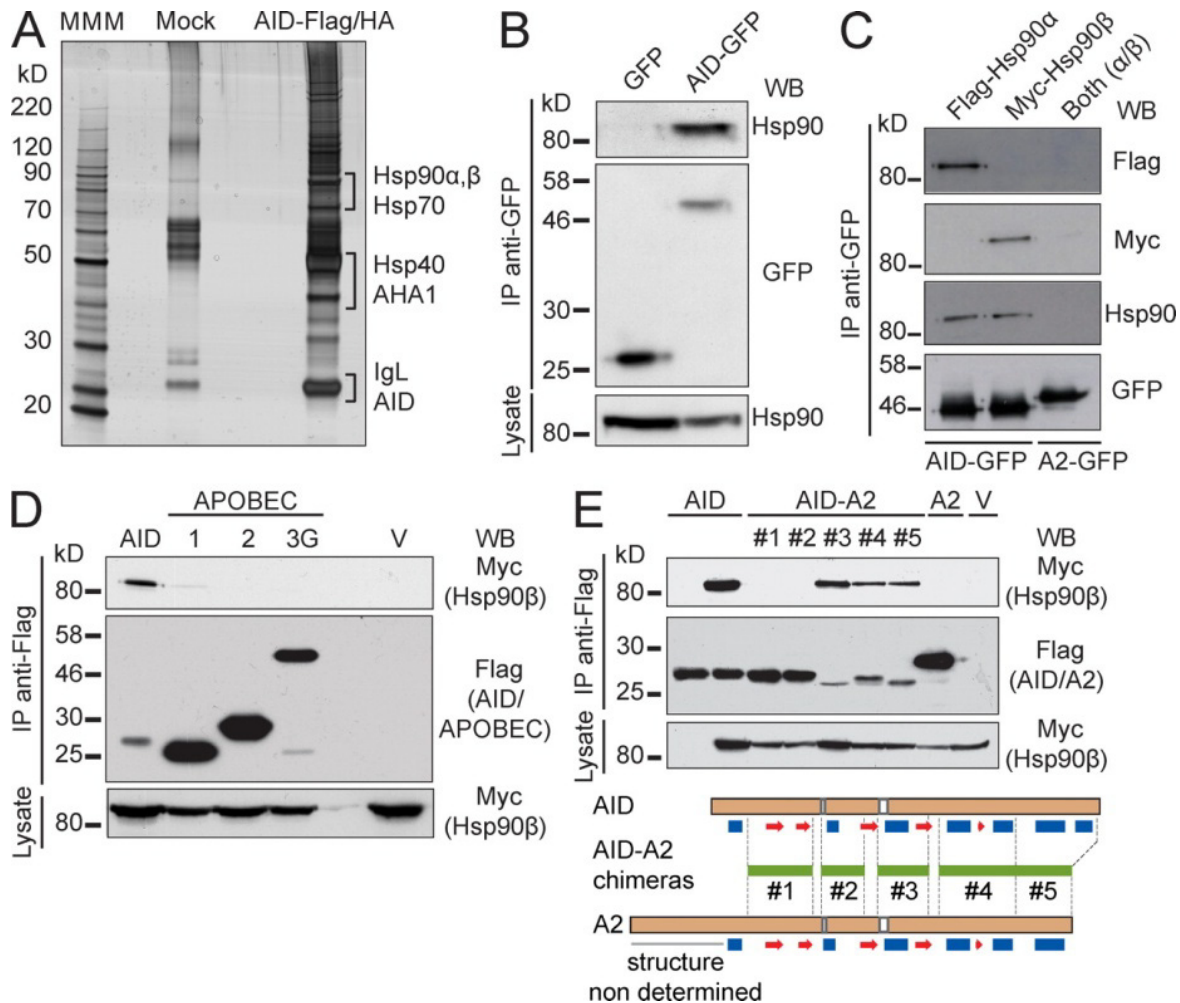 A
MMM Mock AID-Flag/HA
kD
220
120
90
70
50
30
20
Hsp90α,β
Hsp70
Hsp40
AHA1
IgL
AID
B
GFP AID-GFP
kD WB
80 Hsp90
58
46
GFP
30
25
80 Hsp90
IP anti-GFP
Lysate
C
Flag-Hsp90α Myc-Hsp90β Both (α/β)
kD WB
80 Flag
80 Myc
80 Hsp90
58
46 GFP
IP anti-GFP
AID-GFP A2-GFP
D
APOBEC
AID 1 2 3G V WB
kD
80 Myc (Hsp90β)
58
46
30
25
Flag (AID/APOBEC)
80 Myc (Hsp90β)
IP anti-Flag
Lysate
E
AID AID-A2 A2 V
#1 #2 #3 #4 #5 WB
kD
80 Myc (Hsp90β)
30
25
Flag (AID/A2)
80 Myc (Hsp90β)
IP anti-Flag
Lysate
AID
AID-A2 chimeras
#1 #2 #3 #4 #5
A2
structure
non determined